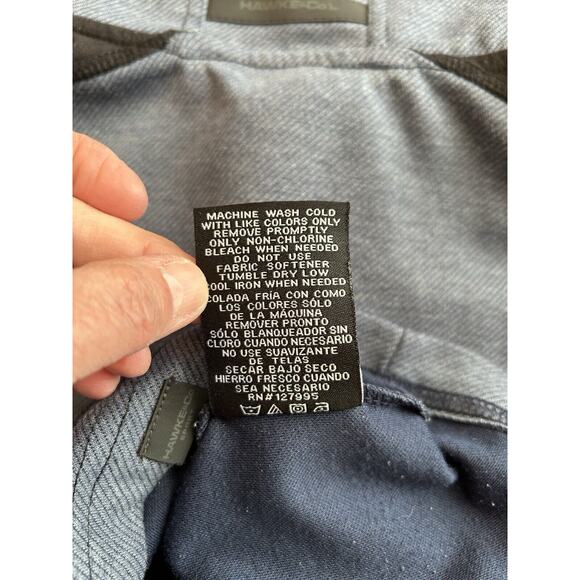 HAWKE&Co.
MACHINE WASH COLD
WITH LIKE COLORS ONLY
REMOVE PROMPTLY
ONLY NON-CHLORINE
BLEACH WHEN NEEDED
DO NOT USE
FABRIC SOFTENER
TUMBLE DRY LOW
COOL IRON WHEN NEEDED
COLADA FRÍA CON COMO
LOS COLORES SÓLO
DE LA MÁQUINA
REMOVER PRONTO
SÓLO BLANQUEADOR SIN
CLORO CUANDO NECESARIO
NO USE SUAVIZANTE
DE TELAS
SECAR BAJO SECO
HIERRO FRESCO CUANDO
SEA NECESARIO
RN#127995
HAWKE&Co.